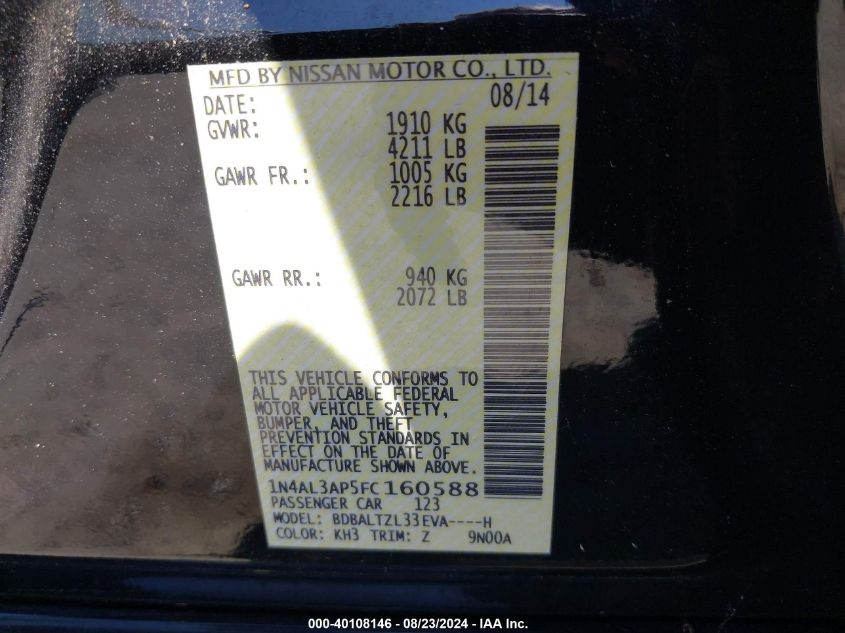 MFD BY NISSAN MOTOR CO., LTD.
DATE: 08/14
GVWR: 1910 KG
4211 LB
GAWR FR.: 1005 KG
2216 LB
GAWR RR.: 940 KG
2072 LB
THIS VEHICLE CONFORMS TO
ALL APPLICABLE FEDERAL
MOTOR VEHICLE SAFETY,
BUMPER, AND THEFT
PREVENTION STANDARDS IN
EFFECT ON THE DATE OF
MANUFACTURE SHOWN ABOVE.
1N4AL3AP5FC160588
PASSENGER CAR 123
MODEL: BDBALTZL33EVA----H
COLOR: KH3 TRIM: Z 9N00A
000-40108146 - 08/23/2024 - IAA Inc.